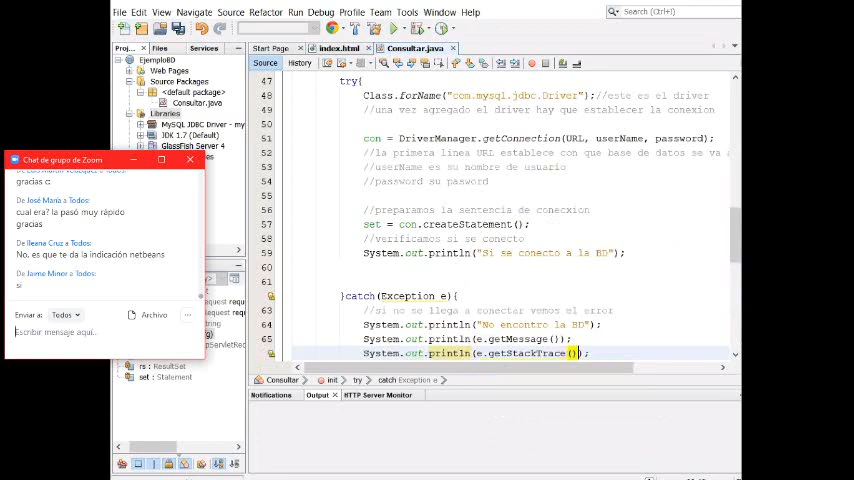 File Edit View Navigate Source Refactor Run Debug Profile Team Tools Window Help
Search (Ctrl+I)
Proj... Files Services
Start Page index.html Consultar.java
Source History
EjemploBD
Web Pages
Source Packages
<default package>
Consultar.java
Libraries
MySQL JDBC Driver - my
JDK 1.7 (Default)
GlassFish Server 4
Chat de grupo de Zoom
a Todos:
gracias c:
De José María a Todos:
cual era? la pasó muy rápido
gracias
De Ileana Cruz a Todos:
No. es que te da la indicación netbeans
De Jaime Minor a Todos:
si
Enviar a: Todos
Archivo
Escribir mensaje aquí...
rs : ResultSet
set : Statement
47 try{
48 Class.forName("com.mysql.jdbc.Driver");//este es el driver
49 //una vez agregado el driver hay que establecer la conexion
50
51 con = DriverManager.getConnection(URL, userName, password);
52 //la primera linea URL establece con que base de datos se va a
53 //userName es su nombre de usuario
54 //password su pasword
55
56 //preparamos la sentencia de conecxion
57 set = con.createStatement();
58 //verificamos si se conecto
59 System.out.println("Si se conecto a la BD");
60
61
}catch(Exception e){
63 //si no se llega a conectar vemos el error
64 System.out.println("No encontro la BD");
65 System.out.println(e.getMessage());
System.out.println(e.getStackTrace());
Consultar init try catch Exception e
Notifications Output HTTP Server Monitor